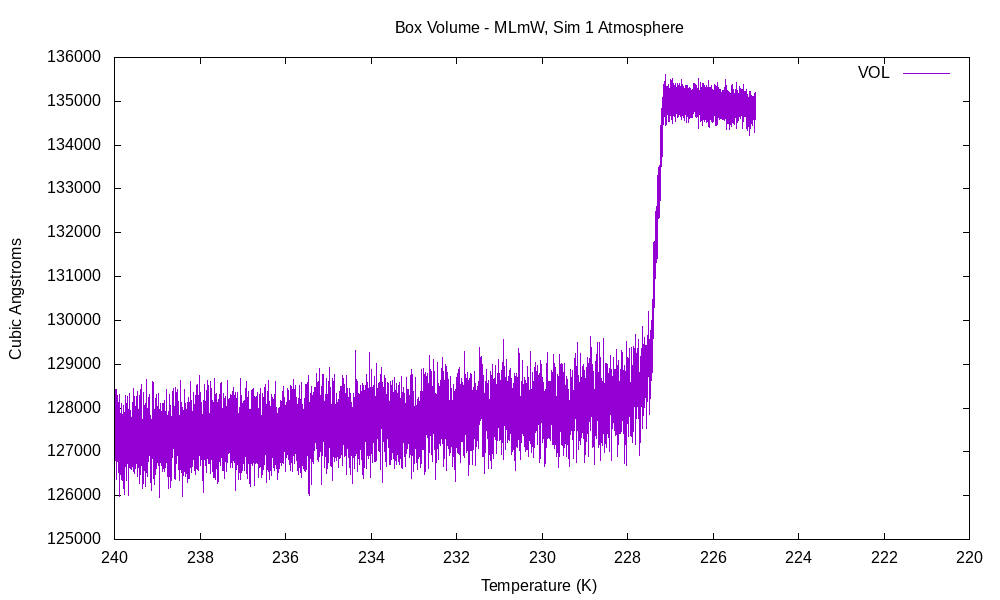 Box Volume - MLmW, Sim 1 Atmosphere
136000
135000
134000
133000
132000
131000
130000
129000
128000
127000
126000
125000
Cubic Angstroms
VOL
240 238 236 234 232 230 228 226 224 222 220
Temperature (K)